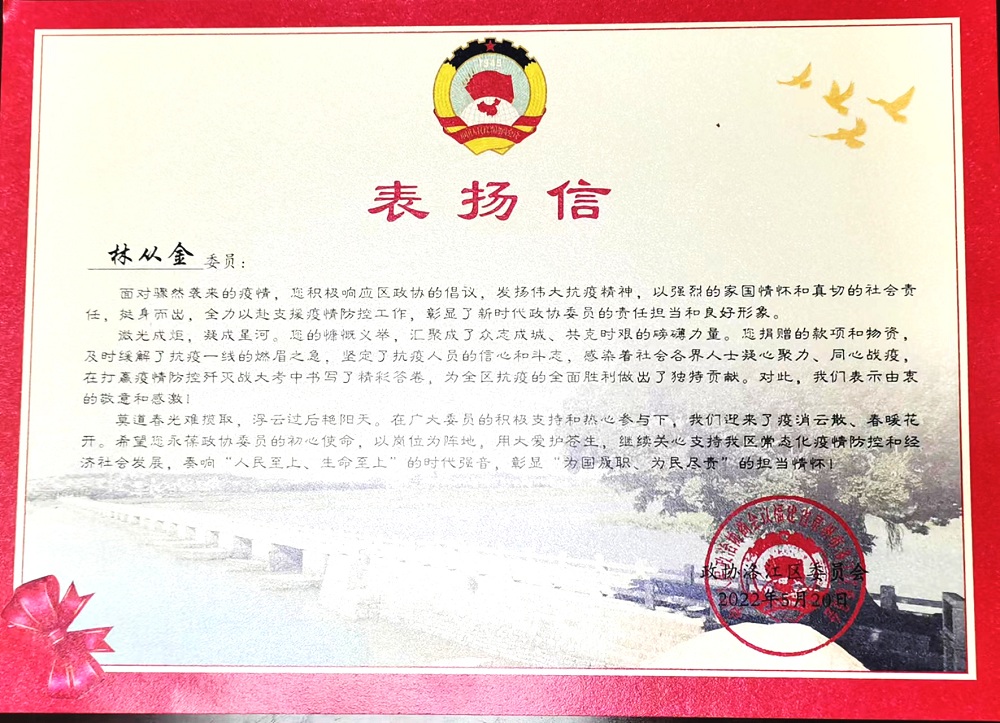 1949
表扬信
林从金 委员：
面对骤然袭来的疫情，您积极响应区政协的倡议，发扬伟大抗疫精神，以强烈的家国情怀和真切的社会责
任，挺身而出，全力以赴支援疫情防控工作，彰显了新时代政协委员的责任担当和良好形象。
微光成炬，凝成星河。您的慷慨义举，汇聚成了众志成城、共克时艰的磅礴力量。您捐赠的款项和物资，
及时缓解了抗疫一线的燃眉之急，坚定了抗疫人员的信心和斗志，感染着社会各界人士凝心聚力、同心战疫，
在打赢疫情防控歼灭战大考中书写了精彩答卷，为全区抗疫的全面胜利做出了独特贡献。对此，我们表示由衷
的敬意和感激！
莫道春光难揽取，浮云过后艳阳天。在广大委员的积极支持和热心参与下，我们迎来了疫消云散、春暖花
开。希望您永葆政协委员的初心使命，以岗位为阵地，用大爱护苍生，继续关心支持我区常态化疫情防控和经
济社会发展，奏响“人民至上、生命至上”的时代强音，彰显“为国履职、为民尽责”的担当情怀！
政协洛江区委员会
2022年5月20日